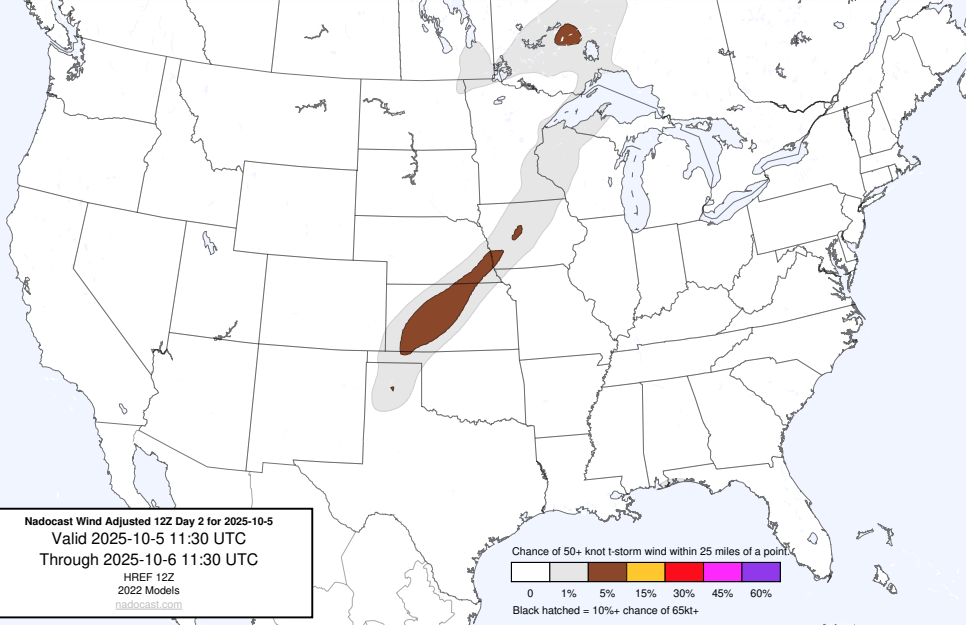 Nadocast Wind Adjusted 12Z Day 2 for 2025-10-5
Valid 2025-10-5 11:30 UTC
Through 2025-10-6 11:30 UTC
HREF 12Z
2022 Models
nadocast.com
Chance of 50+ knot t-storm wind within 25 miles of a point.
0 1% 5% 15% 30% 45% 60%
Black hatched = 10%+ chance of 65kt+